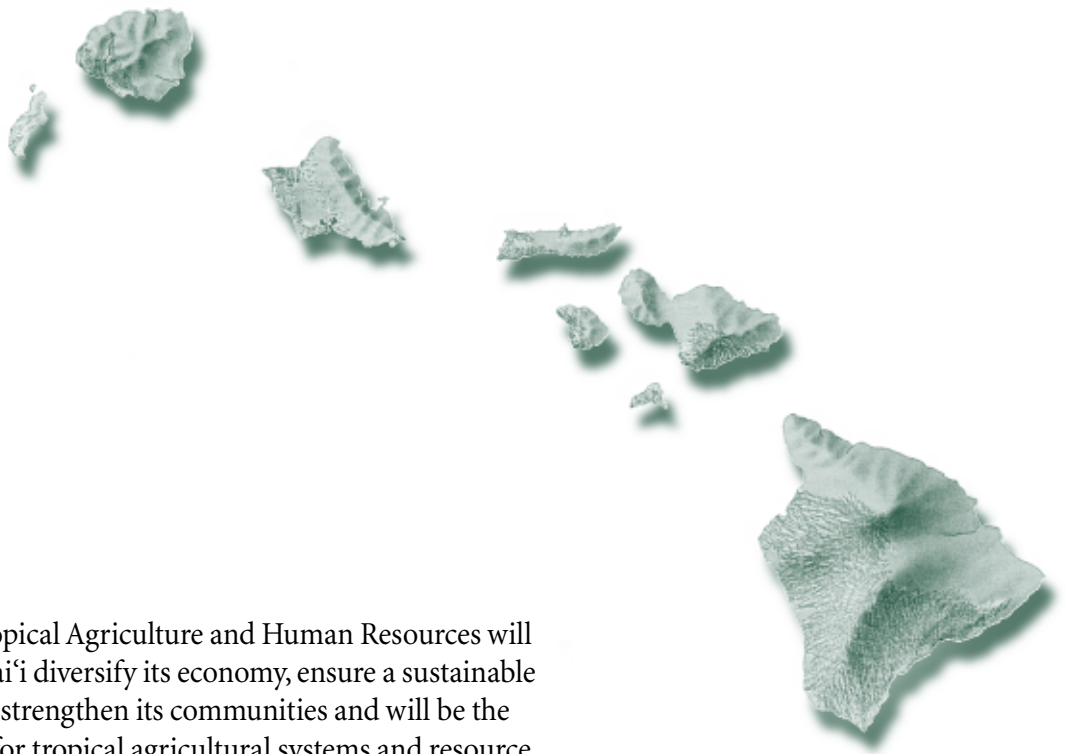 opical Agriculture and Human Resources will
ai‘i diversify its economy, ensure a sustainable
strengthen its communities and will be the
for tropical agricultural systems and resource